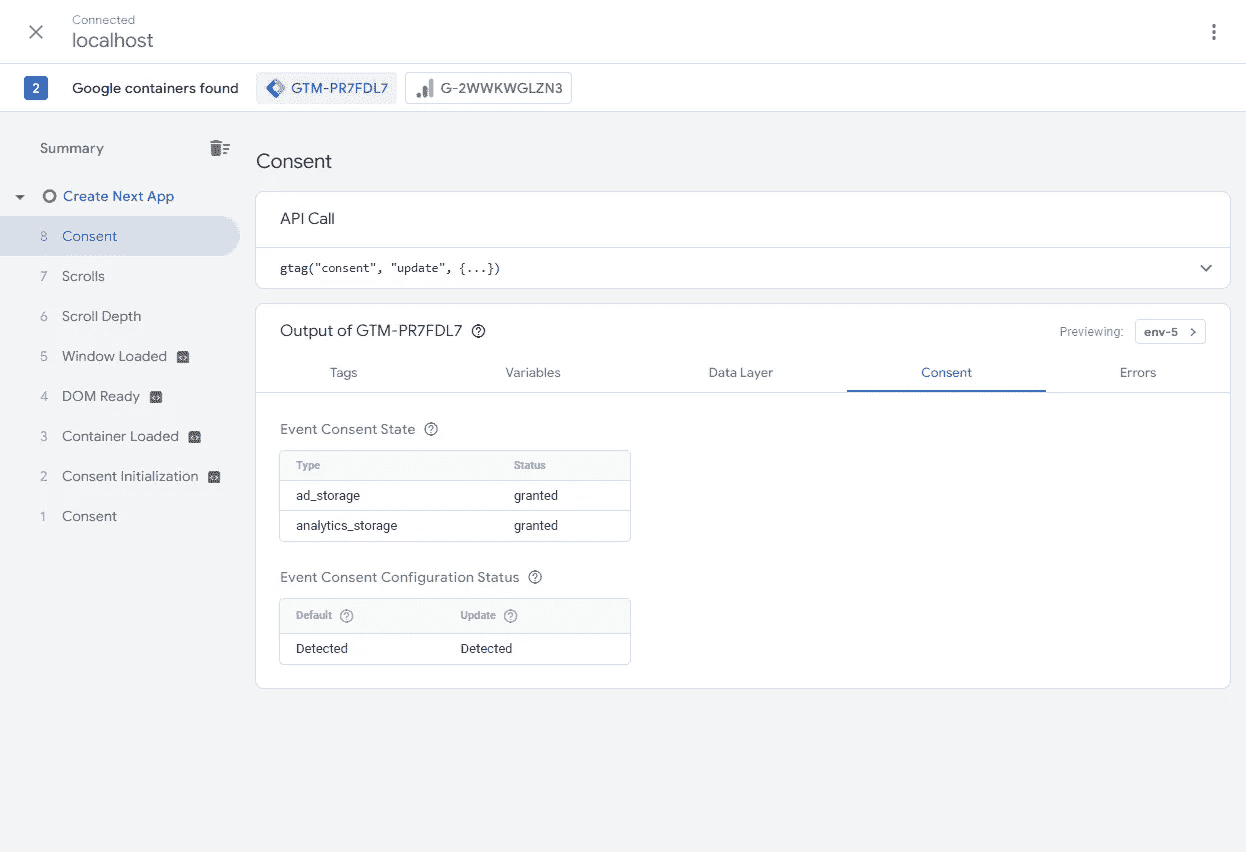 Connected
localhost
2 Google containers found GTM-PR7FDL7 G-2WWKWGLZN3
Summary
Create Next App
8 Consent
7 Scrolls
6 Scroll Depth
5 Window Loaded
4 DOM Ready
3 Container Loaded
2 Consent Initialization
1 Consent
Consent
API Call
gtag("consent", "update", {...})
Output of GTM-PR7FDL7
Previewing: env-5
Tags Variables Data Layer Consent Errors
Event Consent State
Type Status
ad_storage granted
analytics_storage granted
Event Consent Configuration Status
Default Update
Detected Detected